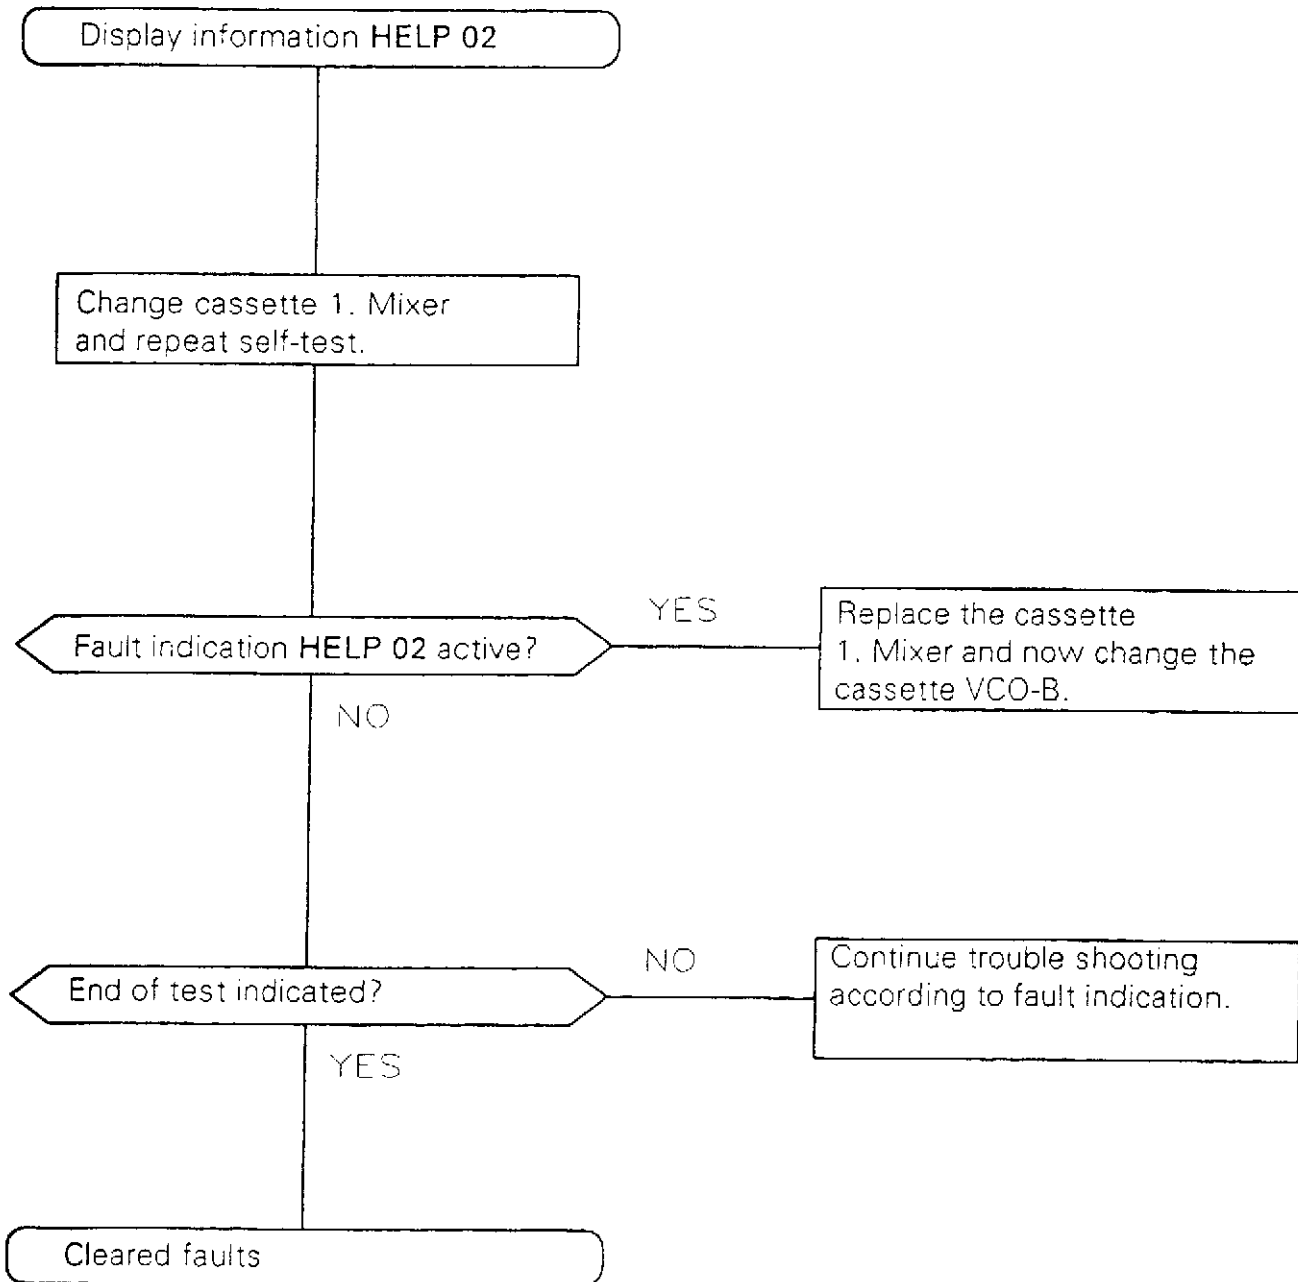 Display information HELP 02
Change cassette 1. Mixer
and repeat self-test.
Fault indication HELP 02 active?
YES
Replace the cassette
1. Mixer and now change the
cassette VCO-B.
NO
End of test indicated?
NO
Continue trouble shooting
according to fault indication.
YES
Cleared faults